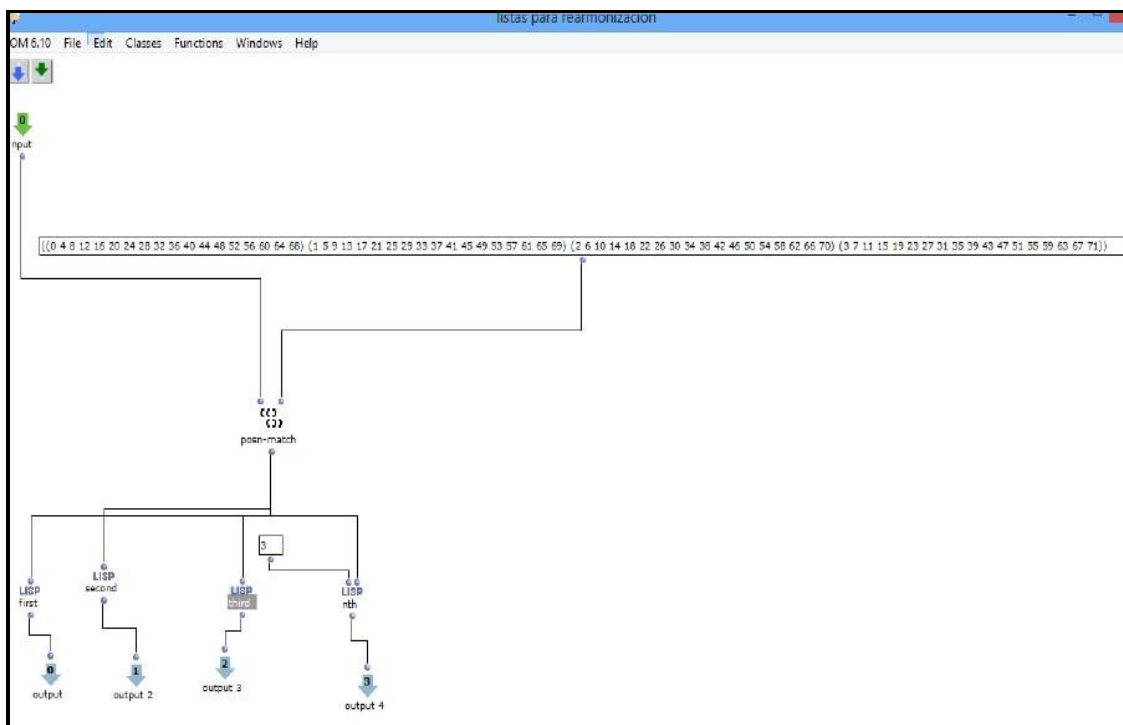 listas para rearmonización
OM 6.10 File Edit Classes Functions Windows Help
0
nput
((0 4 8 12 16 20 24 28 32 36 40 44 48 52 56 60 64 68) (1 5 9 13 17 21 25 29 33 37 41 45 49 53 57 61 65 69) (2 6 10 14 18 22 26 30 34 38 42 46 50 54 58 62 66 70) (3 7 11 15 19 23 27 31 35 39 43 47 51 55 59 63 67 71))
posn-match
3
LISP LISP LISP LISP
first second third nth
0 1 2 3
output output 2 output 3 output 4